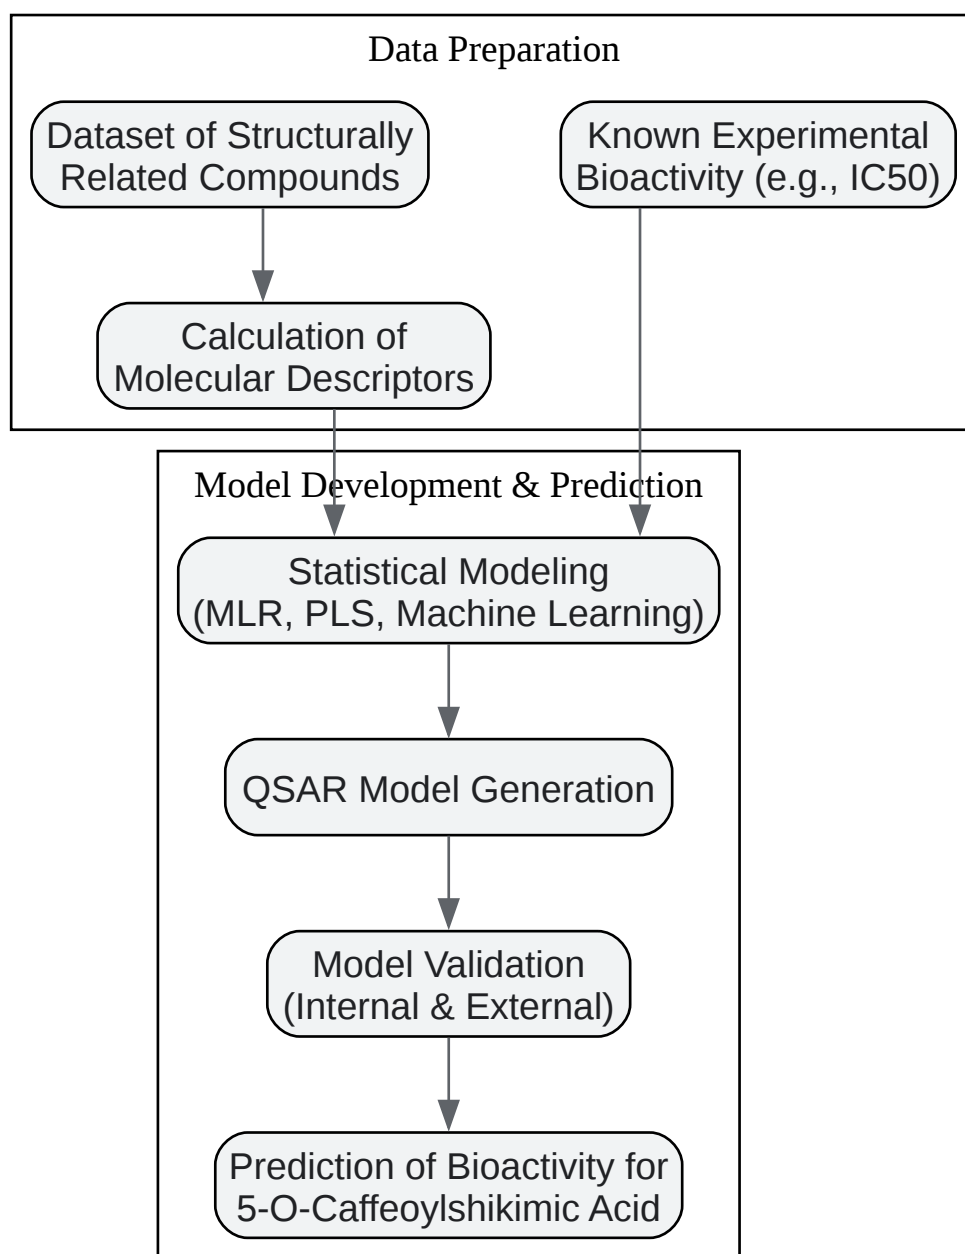 Data Preparation
Dataset of Structurally
Related Compounds
Known Experimental
Bioactivity (e.g., IC50)
Calculation of
Molecular Descriptors
Model Development & Prediction
Statistical Modeling
(MLR, PLS, Machine Learning)
QSAR Model Generation
Model Validation
(Internal & External)
Prediction of Bioactivity for
5-O-Caffeoylshikimic Acid